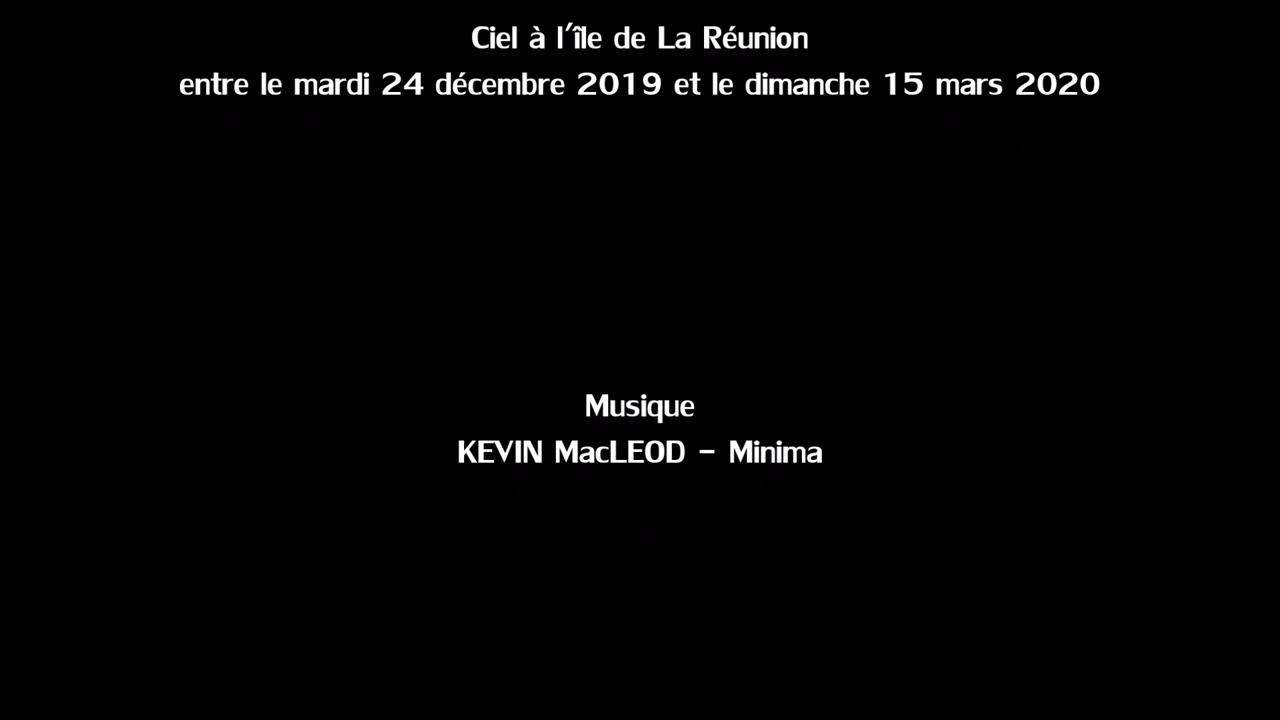 Ciel à l'île de La Réunion
entre le mardi 24 décembre 2019 et le dimanche 15 mars 2020
Musique
KEVIN MacLEOD - Minima